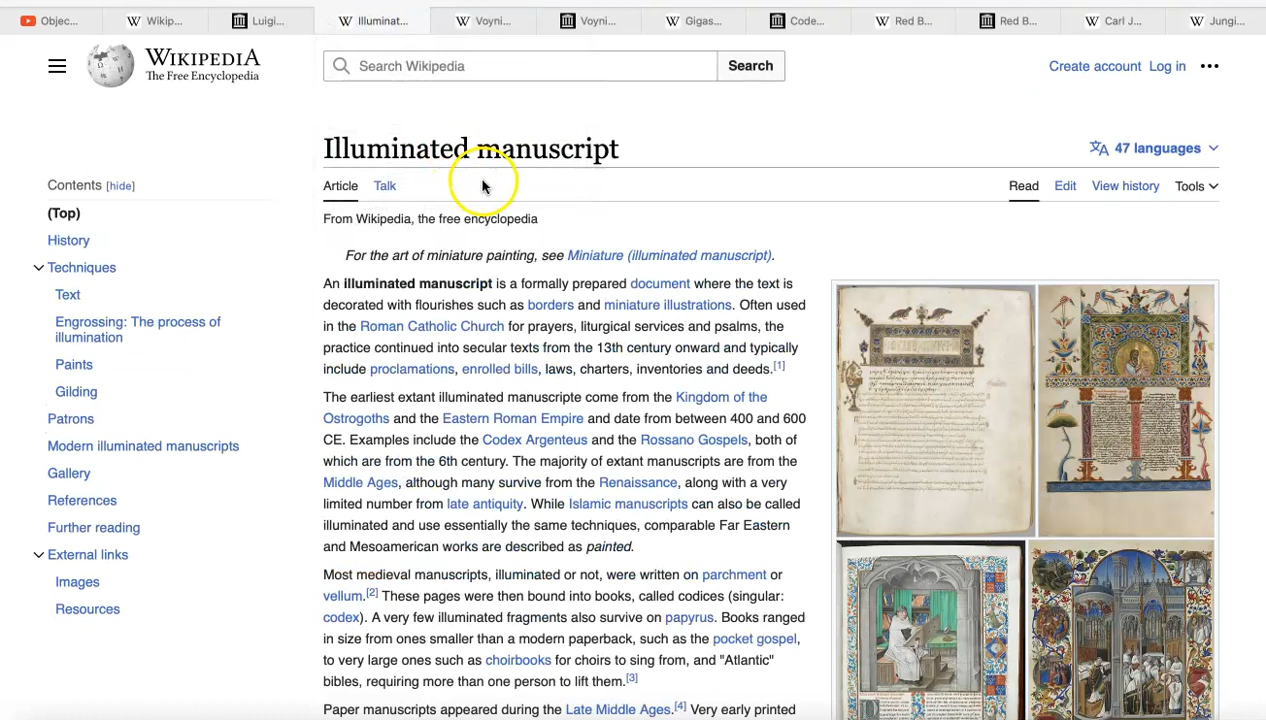 Objec...
Wikip...
Luigi...
Illuminat...
Voyni...
Voyni...
Gigas...
Code...
Red B...
Red B...
Carl J...
Jungi...
WIKIPEDIA
The Free Encyclopedia
Search Wikipedia
Search
Create account Log in
Illuminated manuscript
47 languages
Article Talk
Read Edit View history Tools
From Wikipedia, the free encyclopedia
Contents [hide]
(Top)
History
Techniques
Text
Engrossing: The process of
illumination
Paints
Gilding
Patrons
Modern illuminated manuscripts
Gallery
References
Further reading
External links
Images
Resources
For the art of miniature painting, see Miniature (illuminated manuscript).
An illuminated manuscript is a formally prepared document where the text is
decorated with flourishes such as borders and miniature illustrations. Often used
in the Roman Catholic Church for prayers, liturgical services and psalms, the
practice continued into secular texts from the 13th century onward and typically
include proclamations, enrolled bills, laws, charters, inventories and deeds.[1]
The earliest extant illuminated manuscripte come from the Kingdom of the
Ostrogoths and the Eastern Roman Empire and date from between 400 and 600
CE. Examples include the Codex Argenteus and the Rossano Gospels, both of
which are from the 6th century. The majority of extant manuscripts are from the
Middle Ages, although many survive from the Renaissance, along with a very
limited number from late antiquity. While Islamic manuscripts can also be called
illuminated and use essentially the same techniques, comparable Far Eastern
and Mesoamerican works are described as painted.
Most medieval manuscripts, illuminated or not, were written on parchment or
vellum.[2] These pages were then bound into books, called codices (singular:
codex). A very few illuminated fragments also survive on papyrus. Books ranged
in size from ones smaller than a modern paperback, such as the pocket gospel,
to very large ones such as choirbooks for choirs to sing from, and "Atlantic"
bibles, requiring more than one person to lift them.[3]
Paper manuscripts appeared during the Late Middle Ages.[4] Very early printed